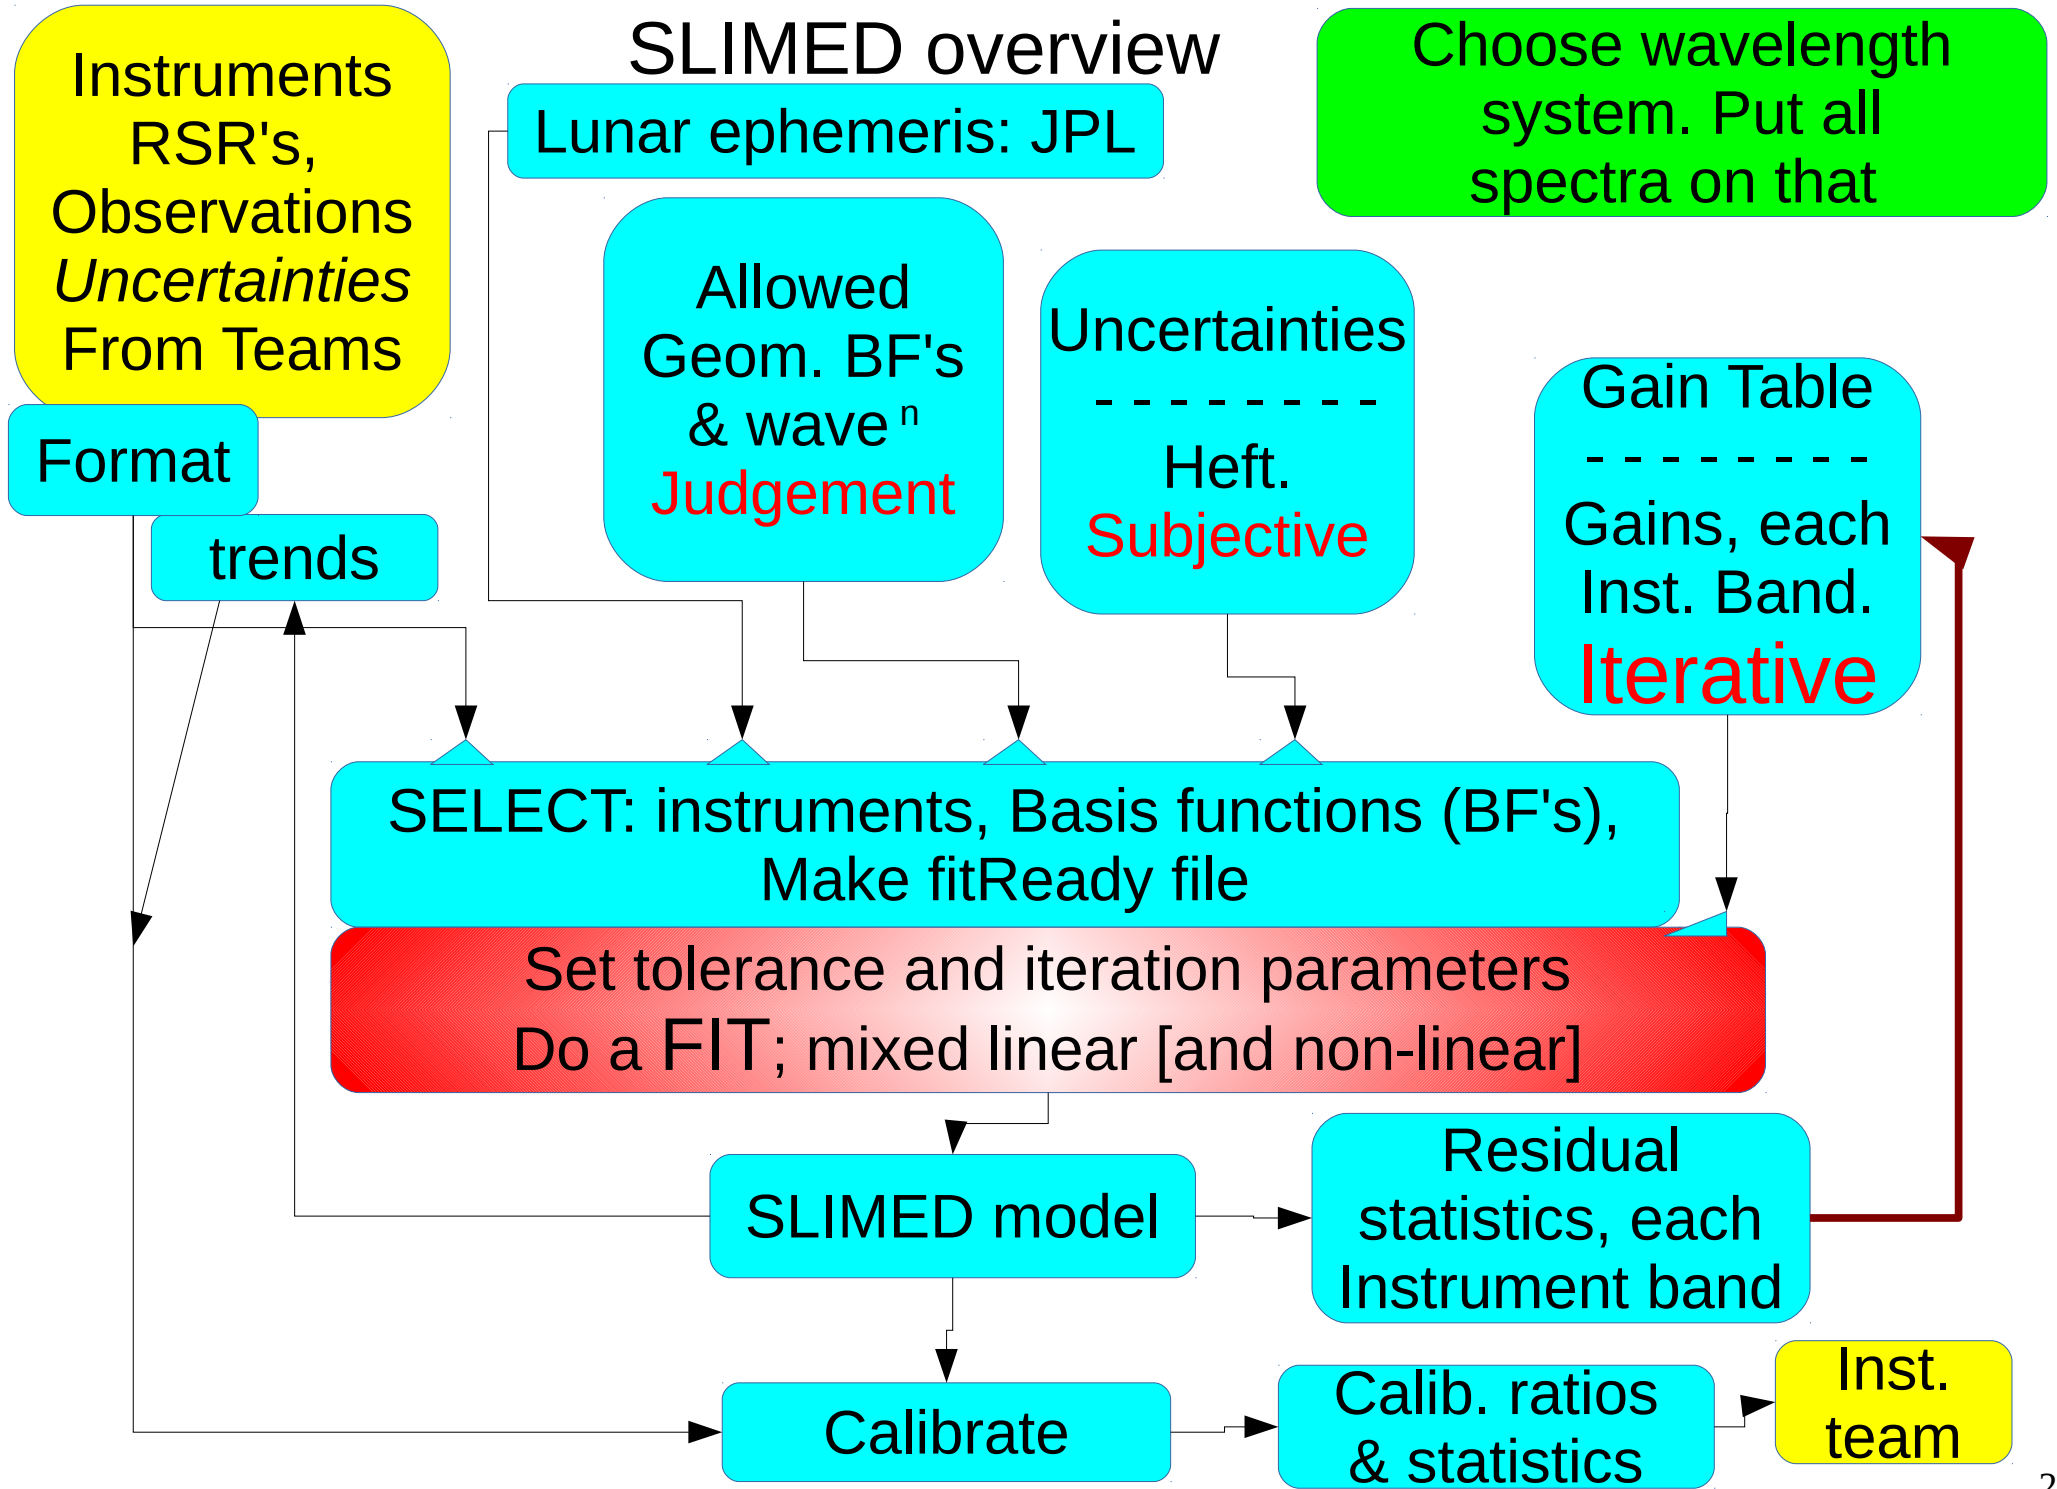 SLIMED overview
Instruments
RSR's,
Observations
Uncertainties
From Teams
Lunar ephemeris: JPL
Choose wavelength
system. Put all
spectra on that
Format
trends
Allowed
Geom. BF's
& wave n
Judgement
Uncertainties
- - - - - - - -
Heft.
Subjective
Gain Table
- - - - - - - -
Gains, each
Inst. Band.
Iterative
SELECT: instruments, Basis functions (BF's),
Make fitReady file
Set tolerance and iteration parameters
Do a FIT; mixed linear [and non-linear]
SLIMED model
Residual
statistics, each
Instrument band
Calibrate
Calib. ratios
& statistics
Inst.
team
2